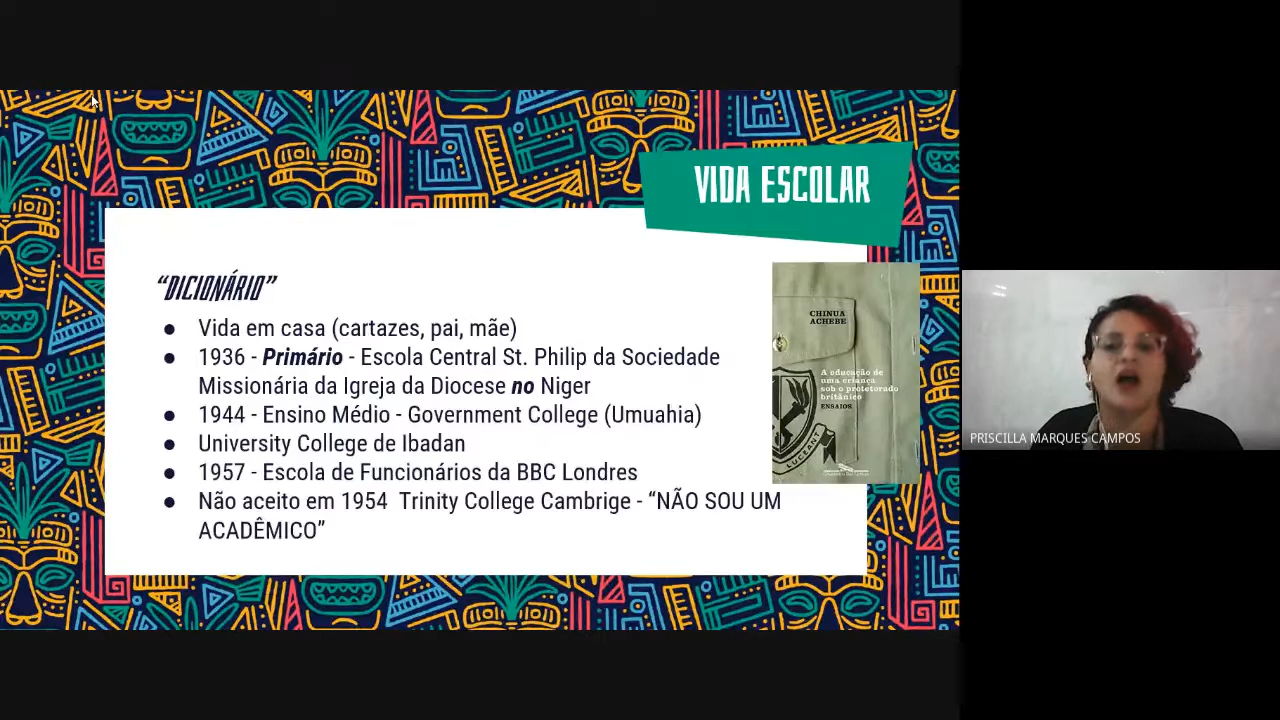 VIDA ESCOLAR
“DICIONÁRIO”
● Vida em casa (cartazes, pai, mãe)
● 1936 - Primário - Escola Central St. Philip da Sociedade
Missionária da Igreja da Diocese no Niger
● 1944 - Ensino Médio - Government College (Umuahia)
● University College de Ibadan
● 1957 - Escola de Funcionários da BBC Londres
● Não aceito em 1954 Trinity College Cambrige - “NÃO SOU UM
ACADÊMICO”
CHINUA
ACHEBE
A educação de
uma criança
sob o protetorado
britânico
ENSAIOS
LUCEANT
PRISCILLA MARQUES CAMPOS